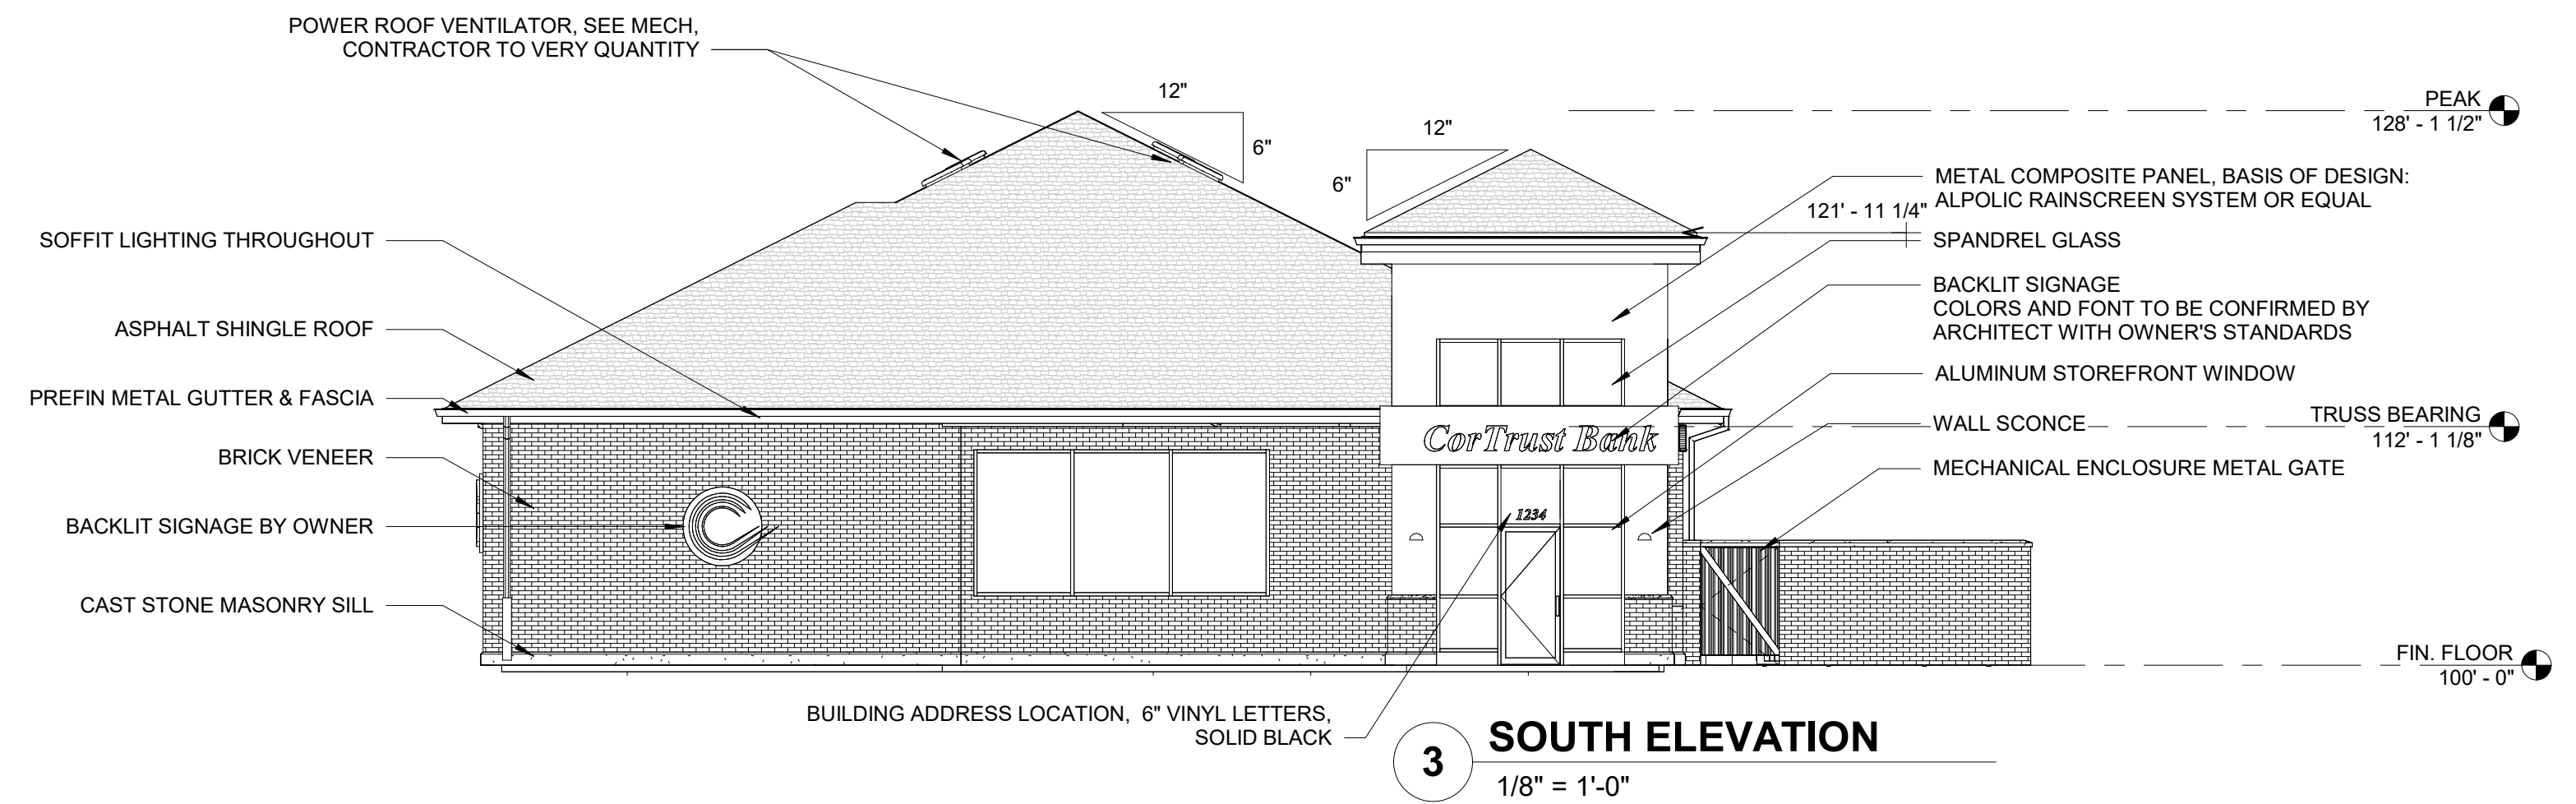 POWER ROOF VENTILATOR, SEE MECH,
CONTRACTOR TO VERY QUANTITY
12"
6"
12"
6"
PEAK
128' - 1 1/2"
METAL COMPOSITE PANEL, BASIS OF DESIGN:
ALPOLIC RAINSCREEN SYSTEM OR EQUAL
121' - 11 1/4"
SOFFIT LIGHTING THROUGHOUT
SPANDREL GLASS
BACKLIT SIGNAGE
COLORS AND FONT TO BE CONFIRMED BY
ARCHITECT WITH OWNER'S STANDARDS
ASPHALT SHINGLE ROOF
ALUMINUM STOREFRONT WINDOW
PREFIN METAL GUTTER & FASCIA
WALL SCONCE
TRUSS BEARING
112' - 1 1/8"
CorTrust Bank
BRICK VENEER
MECHANICAL ENCLOSURE METAL GATE
BACKLIT SIGNAGE BY OWNER
1234
CAST STONE MASONRY SILL
FIN. FLOOR
100' - 0"
BUILDING ADDRESS LOCATION, 6" VINYL LETTERS,
SOLID BLACK
3
SOUTH ELEVATION
1/8" = 1'-0"